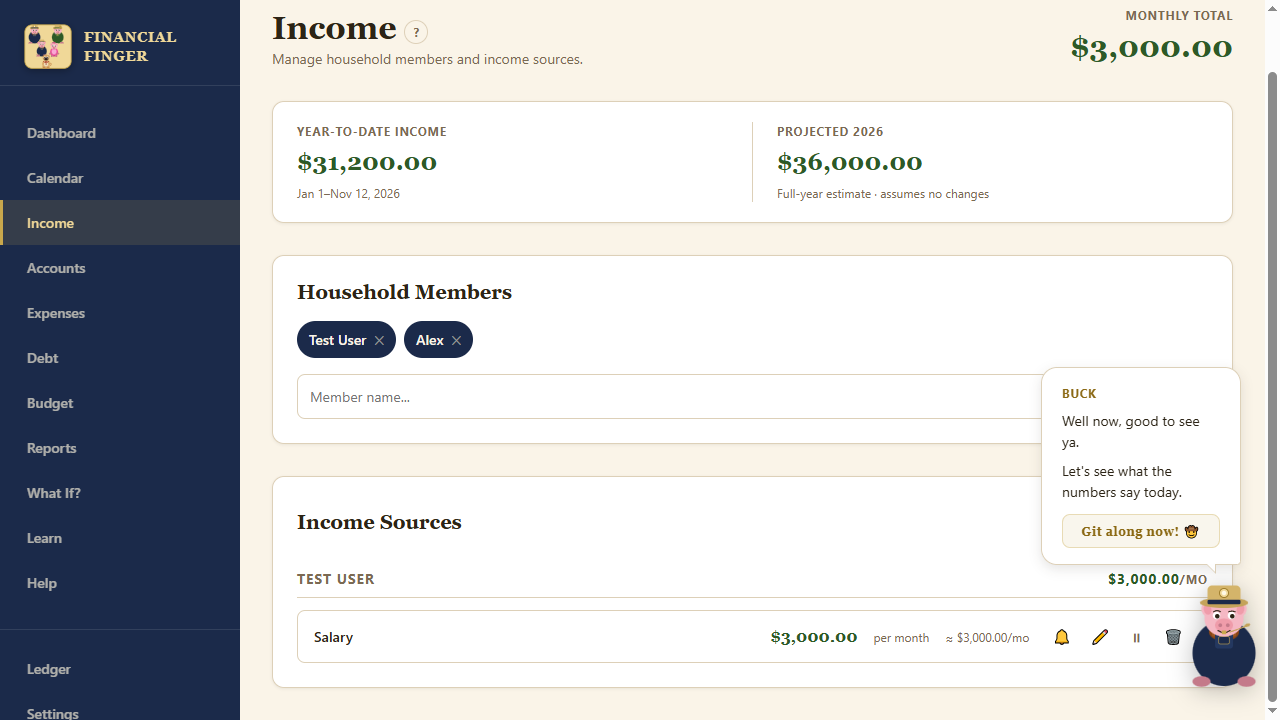 FINANCIAL
FINGER
Dashboard
Calendar
Income
Accounts
Expenses
Debt
Budget
Reports
What If?
Learn
Help
Ledger
Settings
Income ?
Manage household members and income sources.
MONTHLY TOTAL
$3,000.00
YEAR-TO-DATE INCOME
$31,200.00
Jan 1–Nov 12, 2026
PROJECTED 2026
$36,000.00
Full-year estimate · assumes no changes
Household Members
Test User ×
Alex ×
Member name...
BUCK
Well now, good to see
ya.
Let's see what the
numbers say today.
Git along now! 🤠
Income Sources
TEST USER
$3,000.00/MO
Salary
$3,000.00 per month ≈ $3,000.00/mo